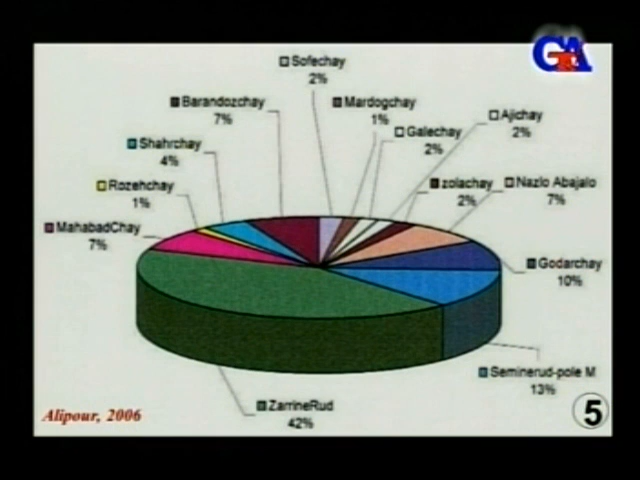 GTA
Sofechay
2%
Barandozchay
7%
Mardogchay
1%
Ajichay
2%
Galechay
2%
Shahrchay
4%
Rozehchay
1%
zolachay
2%
Nazlo Abajalo
7%
MahabadChay
7%
Godarchay
10%
Seminerud-pole M
13%
ZarrineRud
42%
Alipour, 2006
5